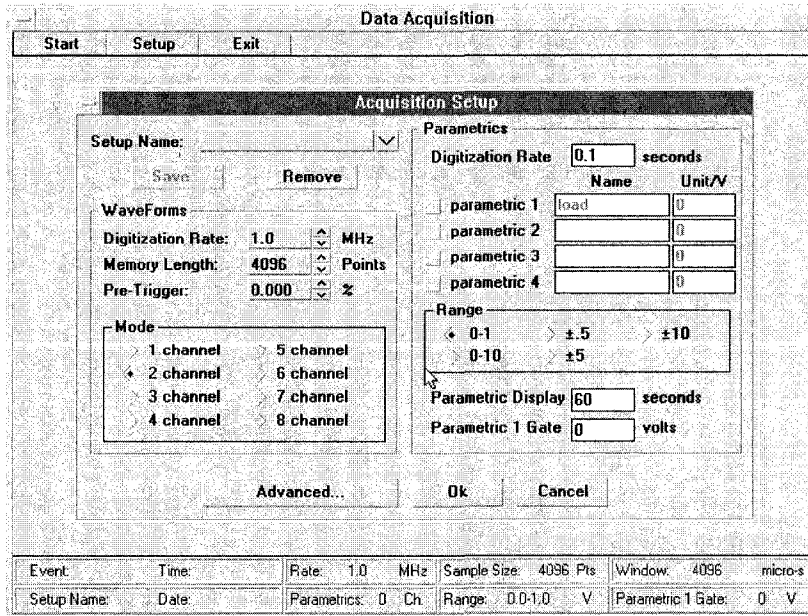 Data Acquisition
Start Setup Exit
Acquisition Setup
Setup Name:
Save Remove
WaveForms
Digitization Rate: 1.0 MHz
Memory Length: 4096 Points
Pre-Trigger: 0.000 %
Mode
1 channel 5 channel
2 channel 6 channel
3 channel 7 channel
4 channel 8 channel
Parametrics
Digitization Rate 0.1 seconds
Name Unit/V
parametric 1 load 0
parametric 2 0
parametric 3 0
parametric 4 0
Range
0-1 ±.5 ±10
0-10 ±5
Parametric Display 60 seconds
Parametric 1 Gate 0 volts
Advanced... Ok Cancel
Event: Time: Rate: 1.0 MHz Sample Size: 4096 Pts Window: 4096 micro-s
Setup Name: Date: Parametrics: 0 Ch. Range: 0.0-1.0 V Parametric 1 Gate: 0 V